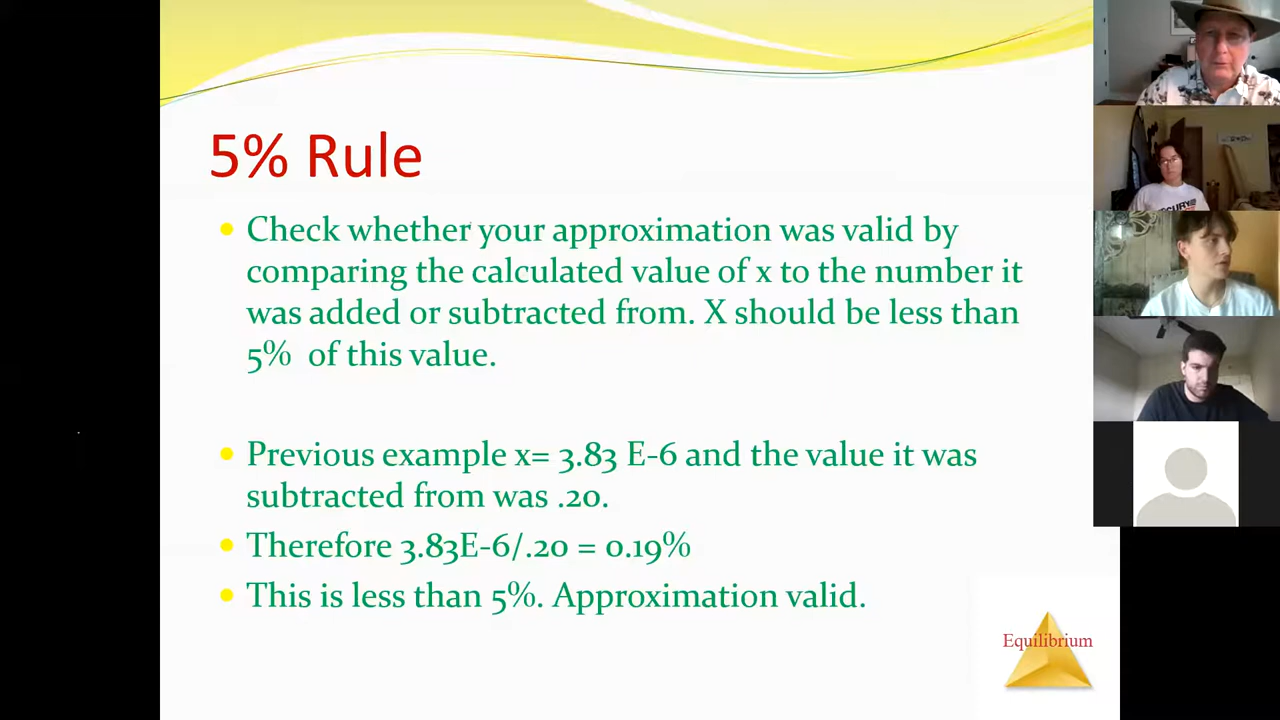 5% Rule
Check whether your approximation was valid by
comparing the calculated value of x to the number it
was added or subtracted from. X should be less than
5% of this value.
Previous example x= 3.83 E-6 and the value it was
subtracted from was .20.
Therefore 3.83E-6/.20 = 0.19%
This is less than 5%. Approximation valid.
Equilibrium